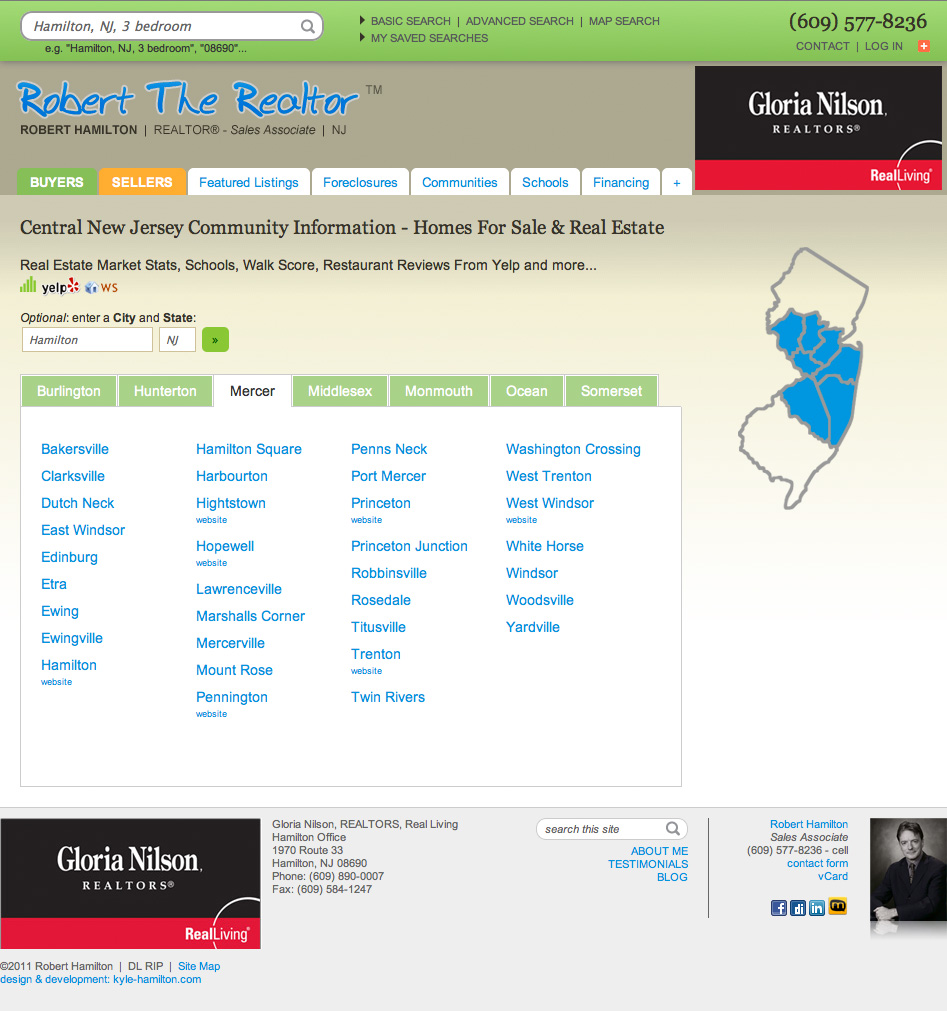 Hamilton, NJ, 3 bedroom
e.g. "Hamilton, NJ, 3 bedroom", "08690"...
BASIC SEARCH | ADVANCED SEARCH | MAP SEARCH
MY SAVED SEARCHES
(609) 577-8236
CONTACT | LOG IN +
Robert The Realtor TM
ROBERT HAMILTON | REALTOR® - Sales Associate | NJ
Gloria Nilson,
REALTORS®
RealLiving®
BUYERS SELLERS Featured Listings Foreclosures Communities Schools Financing +
Central New Jersey Community Information - Homes For Sale & Real Estate
Real Estate Market Stats, Schools, Walk Score, Restaurant Reviews From Yelp and more...
yelp WS
Optional: enter a City and State:
Hamilton NJ »
Burlington Hunterton Mercer Middlesex Monmouth Ocean Somerset
Bakersville
Clarksville
Dutch Neck
East Windsor
Edinburg
Etra
Ewing
Ewingville
Hamilton
website
Hamilton Square
Harbourton
Hightstown
website
Hopewell
website
Lawrenceville
Marshalls Corner
Mercerville
Mount Rose
Pennington
website
Penns Neck
Port Mercer
Princeton
website
Princeton Junction
Robbinsville
Rosedale
Titusville
Trenton
website
Twin Rivers
Washington Crossing
West Trenton
West Windsor
website
White Horse
Windsor
Woodsville
Yardville
Gloria Nilson,
REALTORS®
RealLiving®
Gloria Nilson, REALTORS, Real Living
Hamilton Office
1970 Route 33
Hamilton, NJ 08690
Phone: (609) 890-0007
Fax: (609) 584-1247
search this site
ABOUT ME
TESTIMONIALS
BLOG
Robert Hamilton
Sales Associate
(609) 577-8236 - cell
contact form
vCard
©2011 Robert Hamilton | DL RIP | Site Map
design & development: kyle-hamilton.com